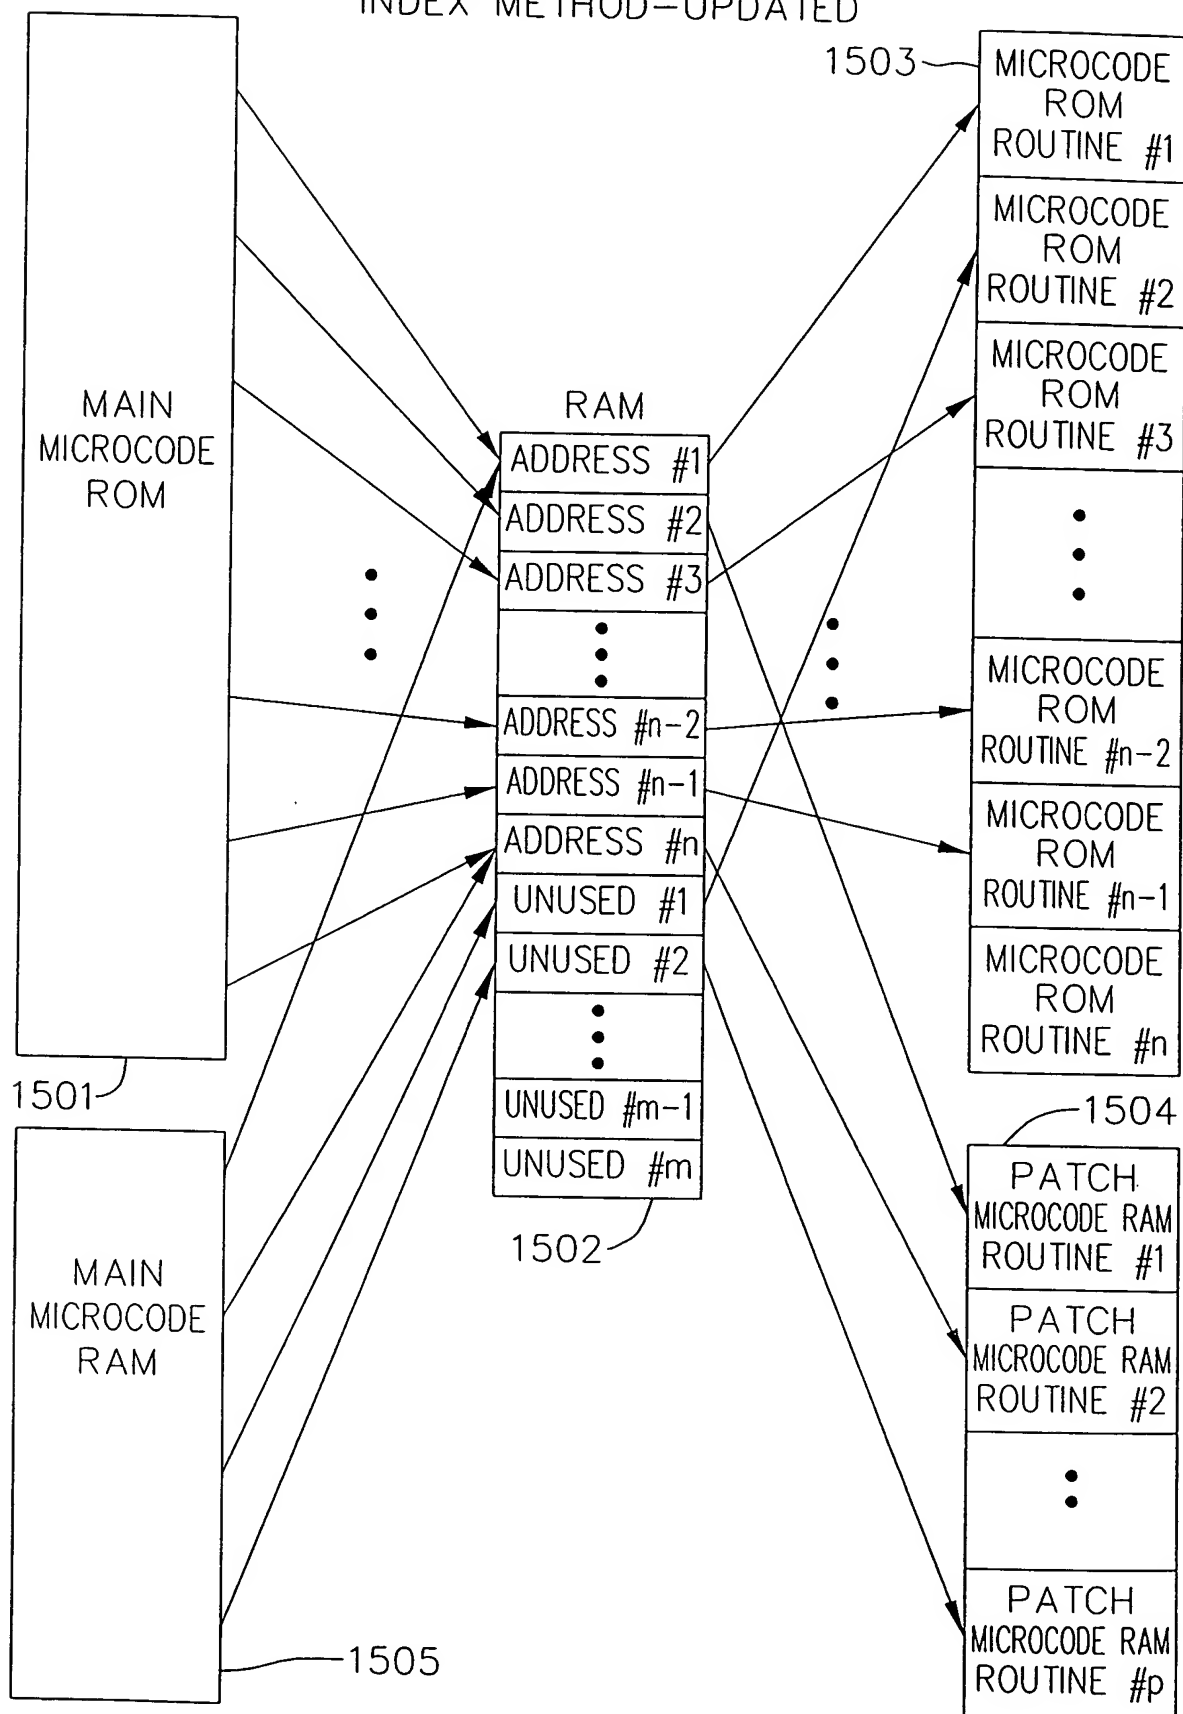 INDEX METHOD-UPDATED
1503
MICROCODE
ROM
ROUTINE #1
MICROCODE
ROM
ROUTINE #2
MICROCODE
ROM
ROUTINE #3
MICROCODE
ROM
ROUTINE #n-2
MICROCODE
ROM
ROUTINE #n-1
MICROCODE
ROM
ROUTINE #n
MAIN
MICROCODE
ROM
1501
RAM
ADDRESS #1
ADDRESS #2
ADDRESS #3
ADDRESS #n-2
ADDRESS #n-1
ADDRESS #n
UNUSED #1
UNUSED #2
UNUSED #m-1
UNUSED #m
1502
MAIN
MICROCODE
RAM
1505
1504
PATCH
MICROCODE RAM
ROUTINE #1
PATCH
MICROCODE RAM
ROUTINE #2
PATCH
MICROCODE RAM
ROUTINE #p